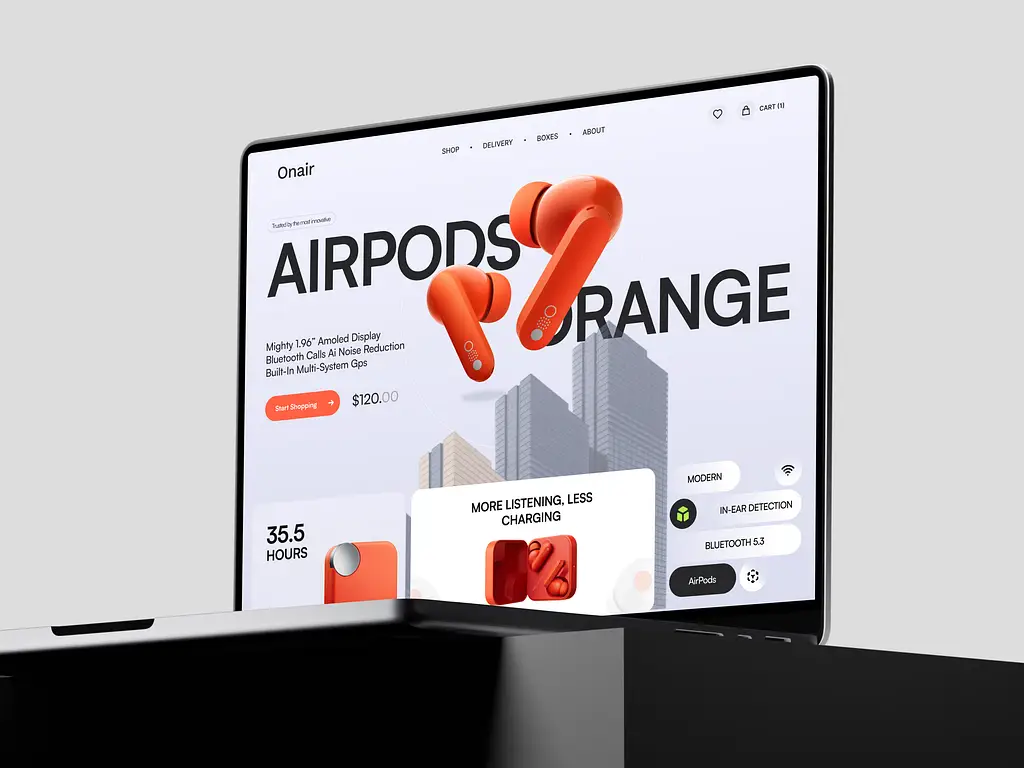 CART (1)
SHOP • DELIVERY • BOXES • ABOUT
Onair
Trusted by the most innovative
AIRPODS
ORANGE
Mighty 1.96” Amoled Display
Bluetooth Calls Ai Noise Reduction
Built-In Multi-System Gps
Start Shopping →
$120.00
35.5
HOURS
MORE LISTENING, LESS
CHARGING
MODERN
IN-EAR DETECTION
BLUETOOTH 5.3
AirPods